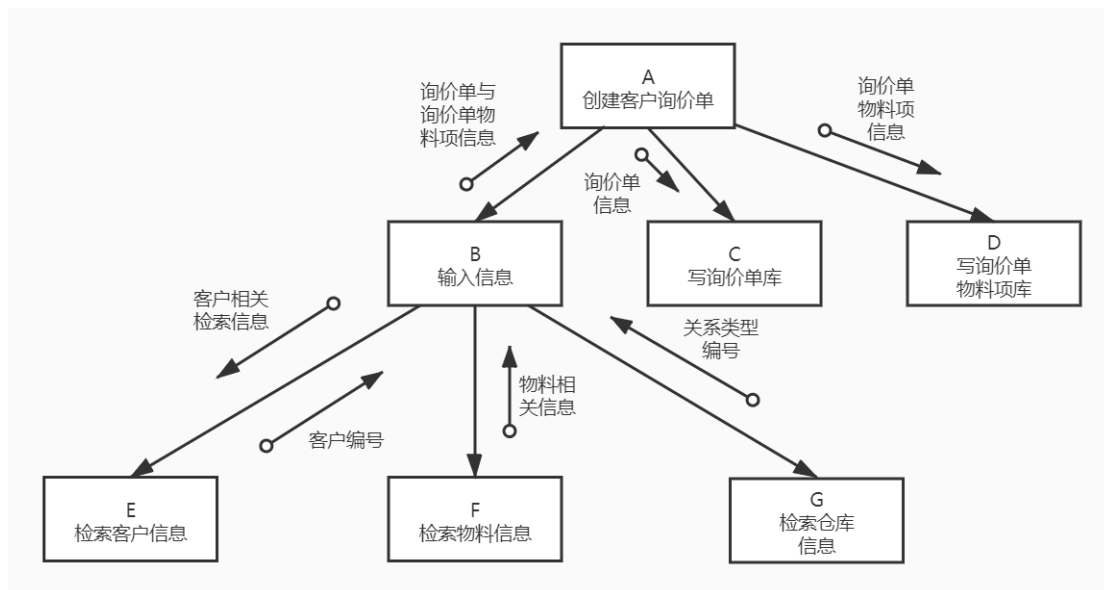 A
创建客户询价单
询价单与
询价单物
料项信息
询价单
信息
询价单
物料项
信息
B
输入信息
C
写询价单库
D
写询价单
物料项库
客户相关
检索信息
客户编号
物料相
关信息
关系类型
编号
E
检索客户信息
F
检索物料信息
G
检索仓库
信息